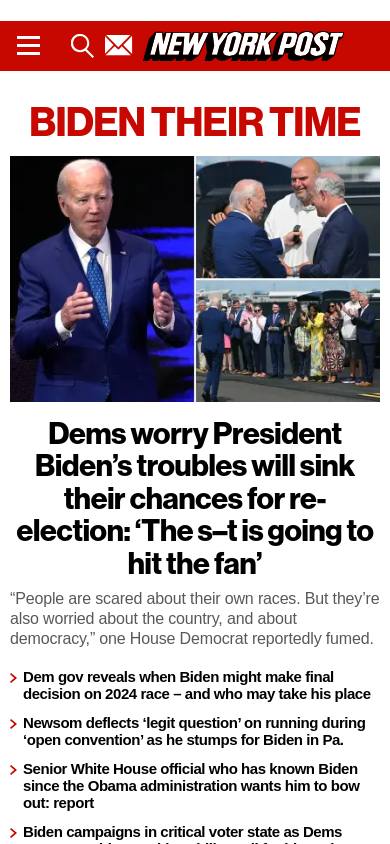 NEW YORK POST
BIDEN THEIR TIME
Dems worry President
Biden’s troubles will sink
their chances for re-
election: ‘The s–t is going to
hit the fan’
“People are scared about their own races. But they’re
also worried about the country, and about
democracy,” one House Democrat reportedly fumed.
Dem gov reveals when Biden might make final
decision on 2024 race – and who may take his place
Newsom deflects ‘legit question’ on running during
‘open convention’ as he stumps for Biden in Pa.
Senior White House official who has known Biden
since the Obama administration wants him to bow
out: report
Biden campaigns in critical voter state as Dems